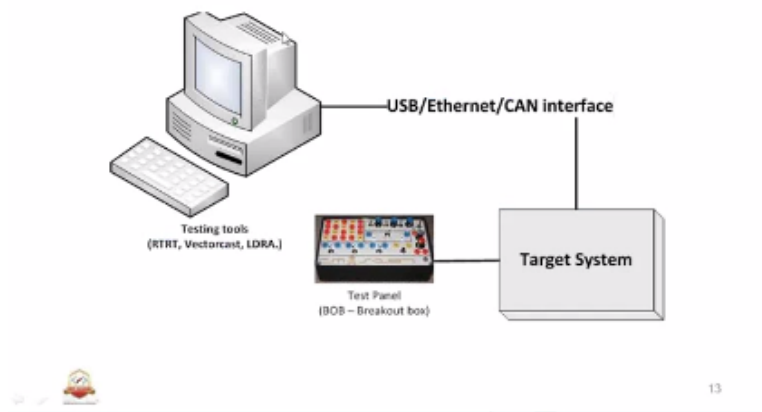 USB/Ethernet/CAN interface
Testing tools
(RTRT, Vectorcast, LDRA.)
Target System
Test Panel
(BOB – Breakout box)
13